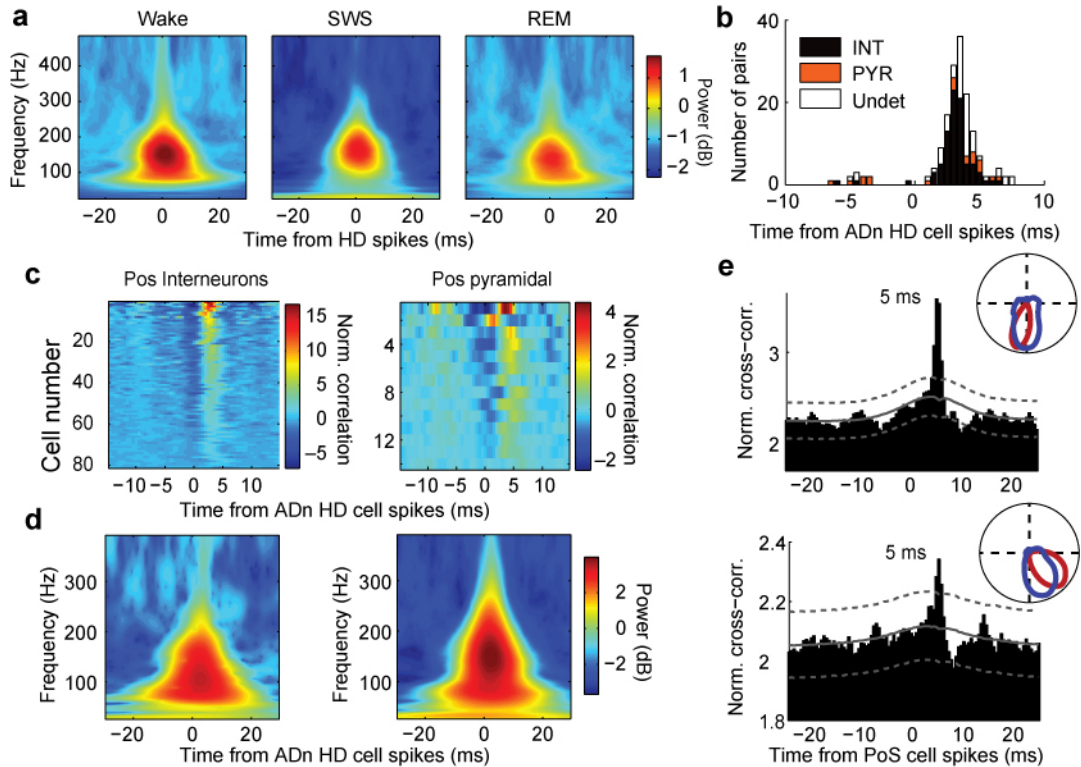 a
Wake
SWS
REM
Frequency (Hz)
400
300
200
100
−20
0
20
−20
0
20
−20
0
20
Time from HD spikes (ms)
Time from HD spikes (ms)
1
0
−1
−2
Power (dB)
b
40
20
0
Number of pairs
INT
PYR
Undet
−10
−5
0
5
10
Time from ADn HD cell spikes (ms)
c
Pos Interneurons
Pos pyramidal
Cell number
20
40
60
80
−10
−5
0
5
10
15
10
5
0
−5
Norm. correlation
4
8
12
−10
−5
0
5
10
4
2
0
−2
Norm. correlation
Time from ADn HD cell spikes (ms)
d
Frequency (Hz)
300
200
100
−20
0
20
Frequency (Hz)
300
200
100
−20
0
20
2
0
−2
Power (dB)
Time from ADn HD cell spikes (ms)
e
5 ms
Norm. cross−corr.
3
2
−20
−10
0
10
20
5 ms
Norm. cross−corr.
2.4
2.2
2
1.8
−20
−10
0
10
20
Time from PoS cell spikes (ms)